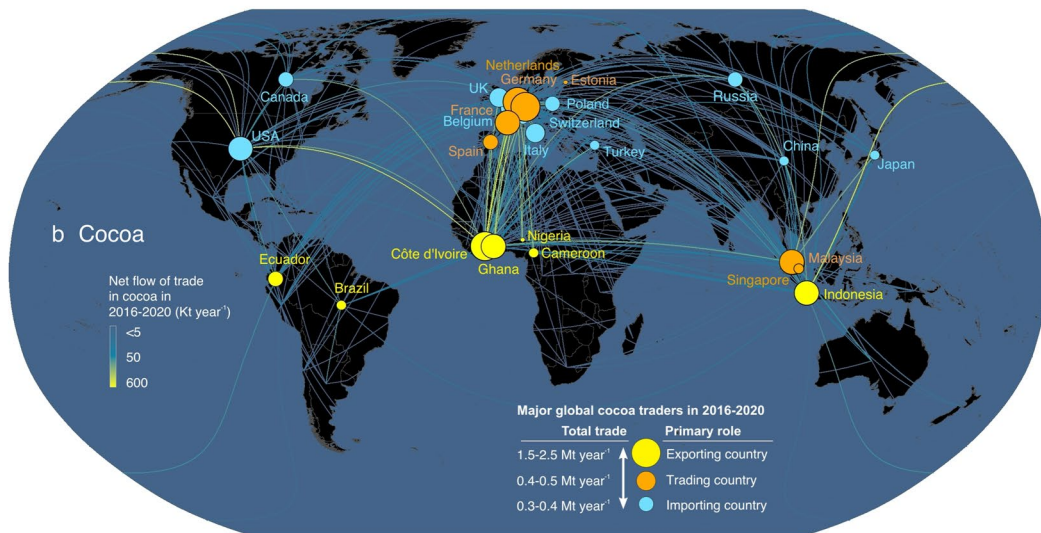 Netherlands
Germany
Estonia
UK
Canada
France
Poland
Russia
Belgium
Switzerland
USA
Spain
Italy
Turkey
China
Japan
b Cocoa
Côte d'Ivoire
Nigeria
Ghana
Cameroon
Ecuador
Malaysia
Singapore
Net flow of trade
in cocoa in
2016-2020 (Kt year⁻¹)
Brazil
Indonesia
<5
50
600
Major global cocoa traders in 2016-2020
Total trade Primary role
1.5-2.5 Mt year⁻¹ Exporting country
0.4-0.5 Mt year⁻¹ Trading country
0.3-0.4 Mt year⁻¹ Importing country